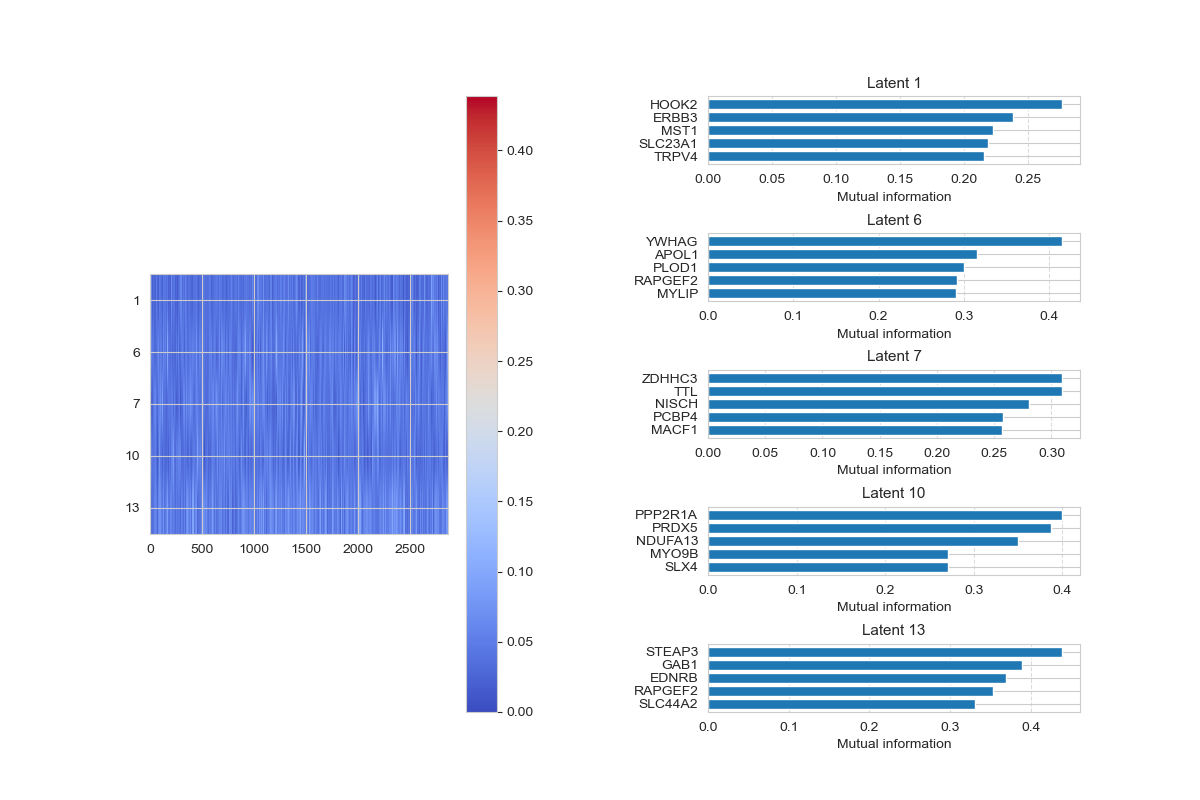 1
6
7
10
13
0 500 1000 1500 2000 2500
0.40
0.35
0.30
0.25
0.20
0.15
0.10
0.05
0.00
Latent 1
HOOK2
ERBB3
MST1
SLC23A1
TRPV4
0.00 0.05 0.10 0.15 0.20 0.25
Mutual information
Latent 6
YWHAG
APOL1
PLOD1
RAPGEF2
MYLIP
0.0 0.1 0.2 0.3 0.4
Mutual information
Latent 7
ZDHHC3
TTL
NISCH
PCBP4
MACF1
0.00 0.05 0.10 0.15 0.20 0.25 0.30
Mutual information
Latent 10
PPP2R1A
PRDX5
NDUFA13
MYO9B
SLX4
0.0 0.1 0.2 0.3 0.4
Mutual information
Latent 13
STEAP3
GAB1
EDNRB
RAPGEF2
SLC44A2
0.0 0.1 0.2 0.3 0.4
Mutual information